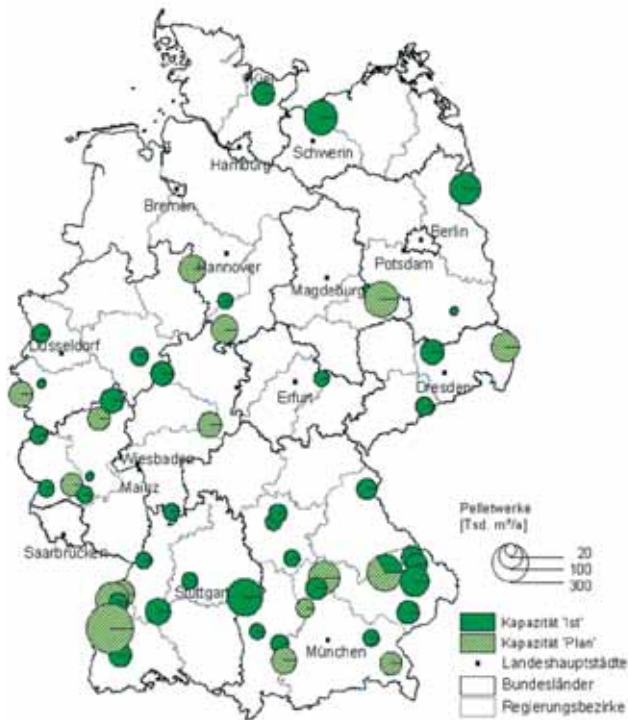 Kiel
Schwerin
Hamburg
Bremen
Berlin
Hannover
Potsdam
Magdeburg
Düsseldorf
Dresden
Erfurt
Wiesbaden
Mainz
Saarbrücken
Stuttgart
München
Pelletwerke
[Tsd. m³/a]
20
100
300
Kapazität 'Ist'
Kapazität 'Plan'
Landeshauptstädte
Bundesländer
Regierungsbezirke